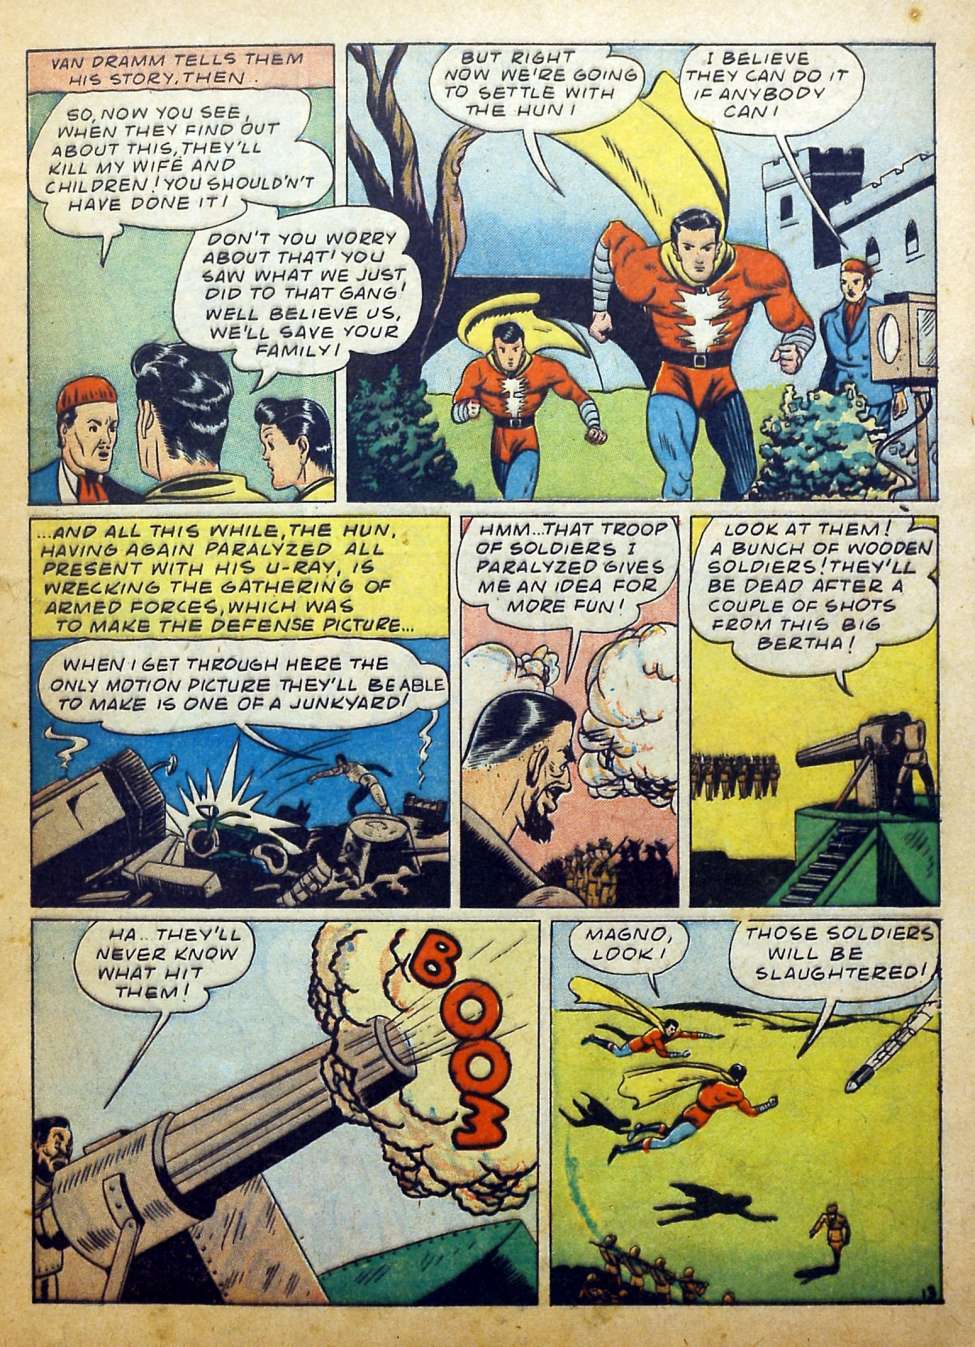 VAN DRAMM TELLS THEM
HIS STORY, THEN.
SO, NOW YOU SEE,
WHEN THEY FIND OUT
ABOUT THIS, THEY'LL
KILL MY WIFE AND
CHILDREN! YOU SHOULD'N'T
HAVE DONE IT!
DON'T YOU WORRY
ABOUT THAT! YOU
SAW WHAT WE JUST
DID TO THAT GANG!
WELL BELIEVE US,
WE'LL SAVE YOUR
FAMILY!
BUT RIGHT
NOW WE'RE GOING
TO SETTLE WITH
THE HUN!
I BELIEVE
THEY CAN DO IT
IF ANYBODY
CAN!
...AND ALL THIS WHILE, THE HUN,
HAVING AGAIN PARALYZED ALL
PRESENT WITH HIS U-RAY, IS
WRECKING THE GATHERING OF
ARMED FORCES, WHICH WAS
TO MAKE THE DEFENSE PICTURE...
WHEN I GET THROUGH HERE THE
ONLY MOTION PICTURE THEY'LL BE ABLE
TO MAKE IS ONE OF A JUNKYARD!
HMM...THAT TROOP
OF SOLDIERS I
PARALYZED GIVES
ME AN IDEA FOR
MORE FUN!
LOOK AT THEM!
A BUNCH OF WOODEN
SOLDIERS! THEY'LL
BE DEAD AFTER A
COUPLE OF SHOTS
FROM THIS BIG
BERTHA!
HA... THEY'LL
NEVER KNOW
WHAT HIT
THEM!
BOOM
MAGNO,
LOOK!
THOSE SOLDIERS
WILL BE
SLAUGHTERED!
13